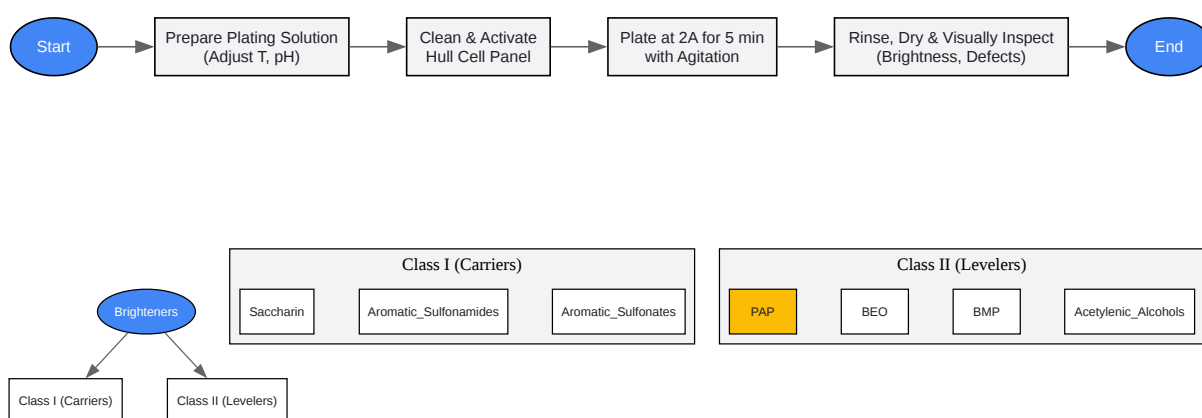 Start
Prepare Plating Solution
(Adjust T, pH)
Clean & Activate
Hull Cell Panel
Plate at 2A for 5 min
with Agitation
Rinse, Dry & Visually Inspect
(Brightness, Defects)
End
Brighteners
Class I (Carriers)
Class II (Levelers)
Class I (Carriers)
Saccharin
Aromatic_Sulfonamides
Aromatic_Sulfonates
Class II (Levelers)
PAP
BEO
BMP
Acetylenic_Alcohols